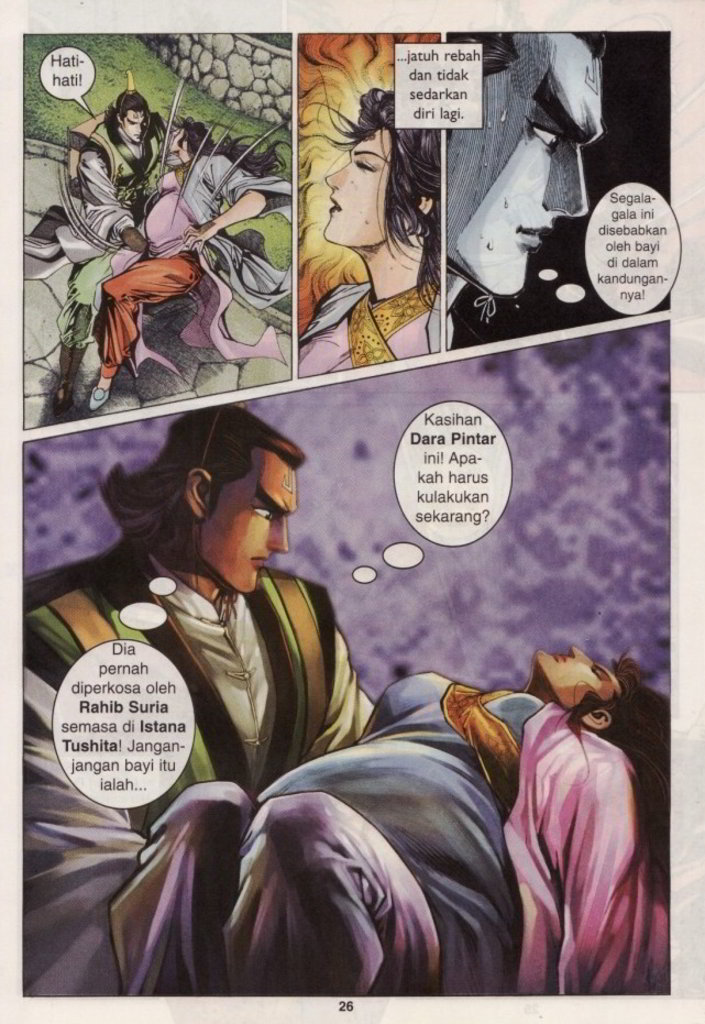 Hati-
hati!
...jatuh rebah
dan tidak
sedarkan
diri lagi.
Segala-
gala ini
disebabkan
oleh bayi
di dalam
kandungan-
nya!
Kasihan
Dara Pintar
ini! Apa-
kah harus
kulakukan
sekarang?
Dia
pernah
diperkosa oleh
Rahib Suria
semasa di Istana
Tushita! Jangan-
jangan bayi itu
ialah...
26